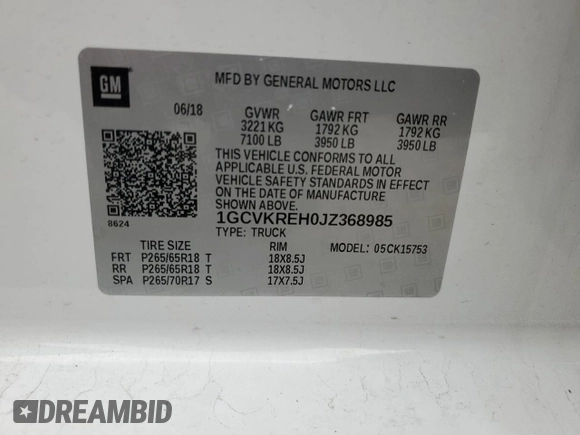 GM
MFD BY GENERAL MOTORS LLC
06/18 GVWR GAWR FRT GAWR RR
3221 KG 1792 KG 1792 KG
7100 LB 3950 LB 3950 LB
THIS VEHICLE CONFORMS TO ALL
APPLICABLE U.S. FEDERAL MOTOR
VEHICLE SAFETY STANDARDS IN EFFECT
ON THE DATE OF MANUFACTURE
SHOWN ABOVE.
8624
1GCVKREH0JZ368985
TYPE: TRUCK
TIRE SIZE RIM MODEL: 05CK15753
FRT P265/65R18 T 18X8.5J
RR P265/65R18 T 18X8.5J
SPA P265/70R17 S 17X7.5J
#DREAMBID